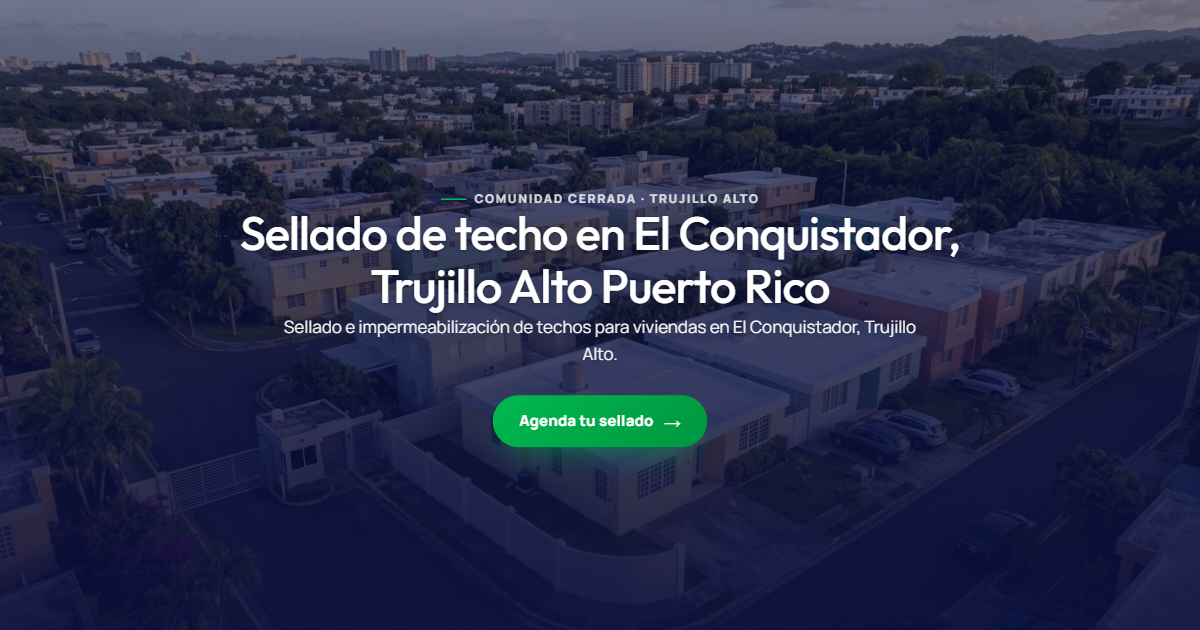 COMUNIDAD CERRADA · TRUJILLO ALTO
Sellado de techo en El Conquistador,
Trujillo Alto Puerto Rico
Sellado e impermeabilización de techos para viviendas en El Conquistador, Trujillo
Alto.
Agenda tu sellado →